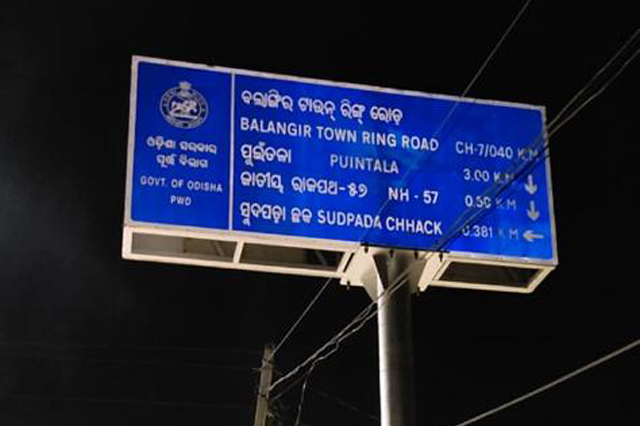 ଓଡ଼ିଶା ସରକାର
ପୂର୍ତ୍ତ ବିଭାଗ
GOVT. OF ODISHA
PWD
ବଲାଙ୍ଗିର ଟାଉନ୍ ରିଙ୍ଗ୍ ରୋଡ଼
BALANGIR TOWN RING ROAD CH-7/040 KM
ପୁଇଁତଳା PUINTALA 3.00 KM
ଜାତୀୟ ରାଜପଥ-୫୭ NH-57 0.50 KM ↓
ସୁଦପଡ଼ା ଛକ SUDPADA CHHACK 0.381 KM ←